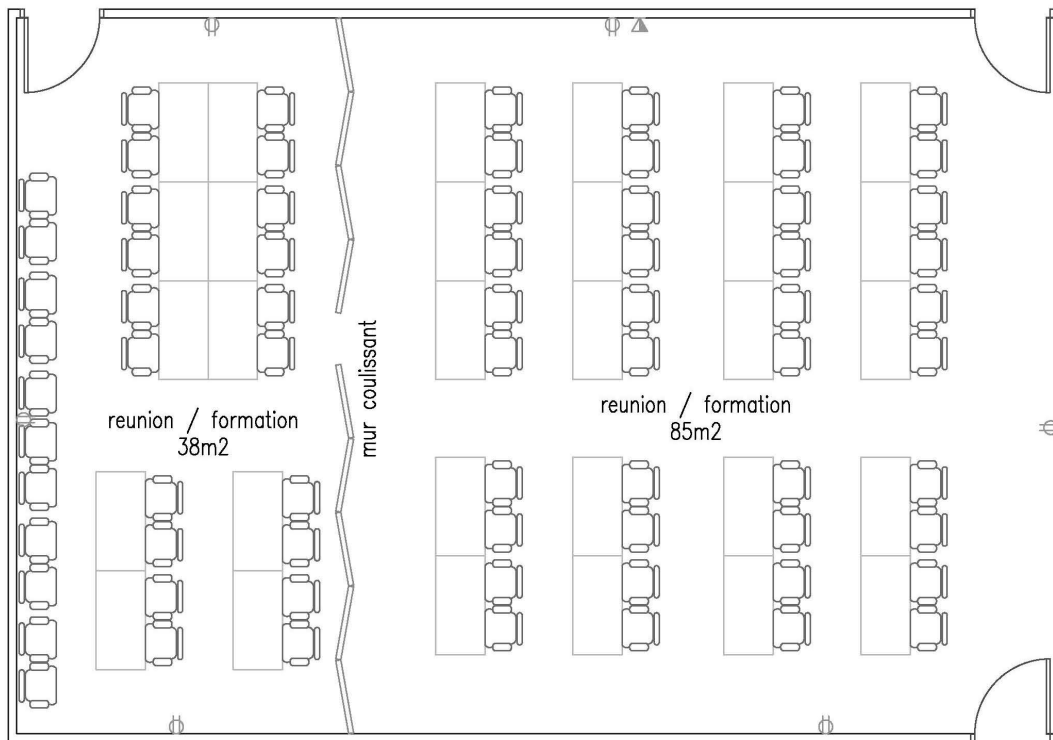 reunion / formation
38m2
mur coulissant
reunion / formation
85m2